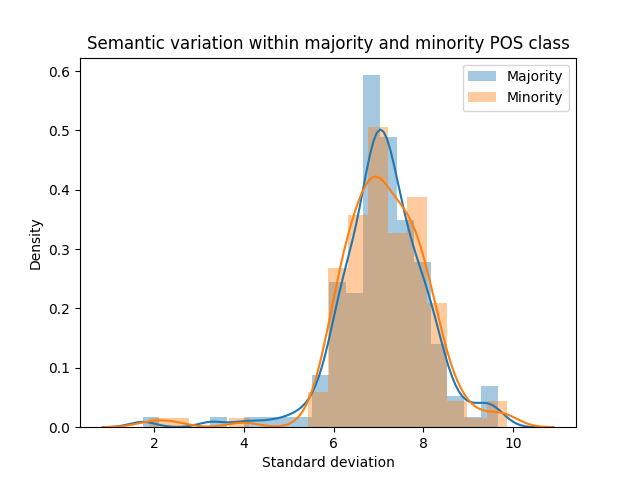 Semantic variation within majority and minority POS class
Majority
Minority
0.6
0.5
0.4
0.3
0.2
0.1
0.0
Density
2 4 6 8 10
Standard deviation